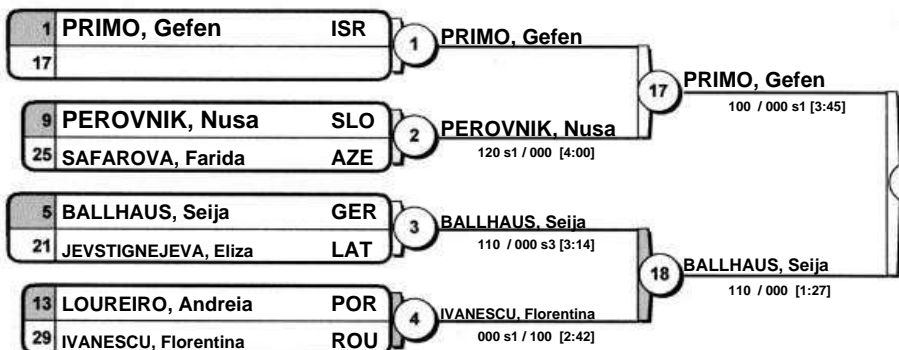 1 PRIMO, Gefen ISR
17
1
PRIMO, Gefen
9 PEROVNIK, Nusa SLO
25 SAFAROVA, Farida AZE
2
PEROVNIK, Nusa
120 s1 / 000 [4:00]
17
PRIMO, Gefen
100 / 000 s1 [3:45]
5 BALLHAUS, Seija GER
21 JEVSTIGNEJEVA, Eliza LAT
3
BALLHAUS, Seija
110 / 000 s3 [3:14]
13 LOUREIRO, Andreia POR
29 IVANESCU, Florentina ROU
4
IVANESCU, Florentina
000 s1 / 100 [2:42]
18
BALLHAUS, Seija
110 / 000 [1:27]